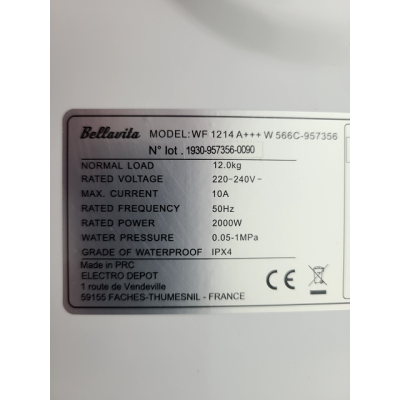 Bellavita MODEL: WF 1214 A+++ W 566C-957356
N° lot . 1930-957356-0090
NORMAL LOAD 12.0kg
RATED VOLTAGE 220-240V~
MAX. CURRENT 10A
RATED FREQUENCY 50Hz
RATED POWER 2000W
WATER PRESSURE 0.05-1MPa
GRADE OF WATERPROOF IPX4
Made in PRC
ELECTRO DEPOT
1 route de Vendeville
59155 FACHES-THUMESNIL - FRANCE
CE